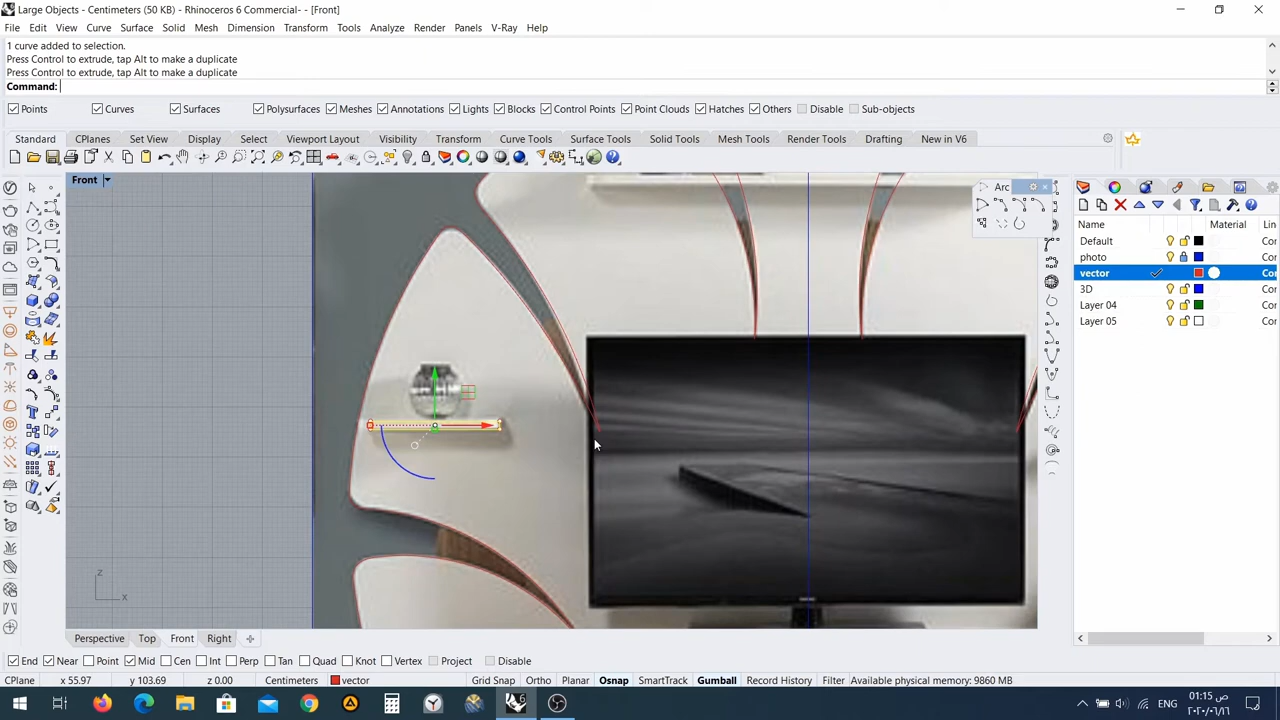 Large Objects - Centimeters (50 KB) - Rhinoceros 6 Commercial- - [Front]
File Edit View Curve Surface Solid Mesh Dimension Transform Tools Analyze Render Panels V-Ray Help
1 curve added to selection.
Press Control to extrude, tap Alt to make a duplicate
Press Control to extrude, tap Alt to make a duplicate
Command:
Points Curves Surfaces Polysurfaces Meshes Annotations Lights Blocks Control Points Point Clouds Hatches Others Disable Sub-objects
Standard CPlanes Set View Display Select Viewport Layout Visibility Transform Curve Tools Surface Tools Solid Tools Mesh Tools Render Tools Drafting New in V6
Front
Arc
Name Material Lin
Default Cor
photo Cor
vector Cor
3D Cor
Layer 04 Cor
Layer 05 Cor
z
x
Perspective Top Front Right
End Near Point Mid Cen Int Perp Tan Quad Knot Vertex Project Disable
CPlane x 55.97 y 103.69 z 0.00 Centimeters vector Grid Snap Ortho Planar Osnap SmartTrack Gumball Record History Filter Available physical memory: 9860 MB
ENG
01:15 ص